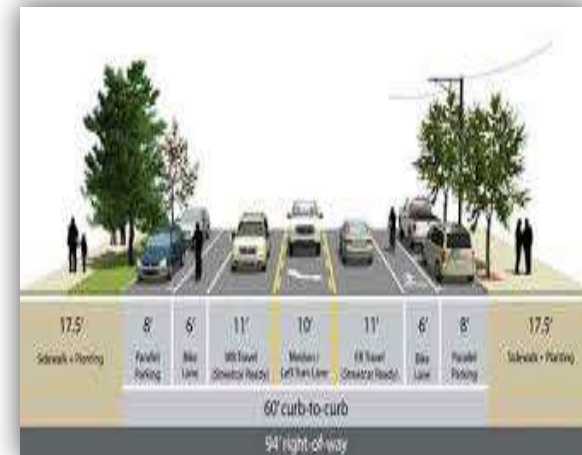 17.5' 8' 6' 11' 10' 11' 6' 8' 17.5'
Sidewalk + Planting
Parallel
Parking
Bike
Lane
WB Travel
(Streetcar Ready)
Median/
Left Turn Lane
EB Travel
(Streetcar Ready)
Bike
Lane
Parallel
Parking
Sidewalk + Planting
60' curb-to-curb
94' right-of-way